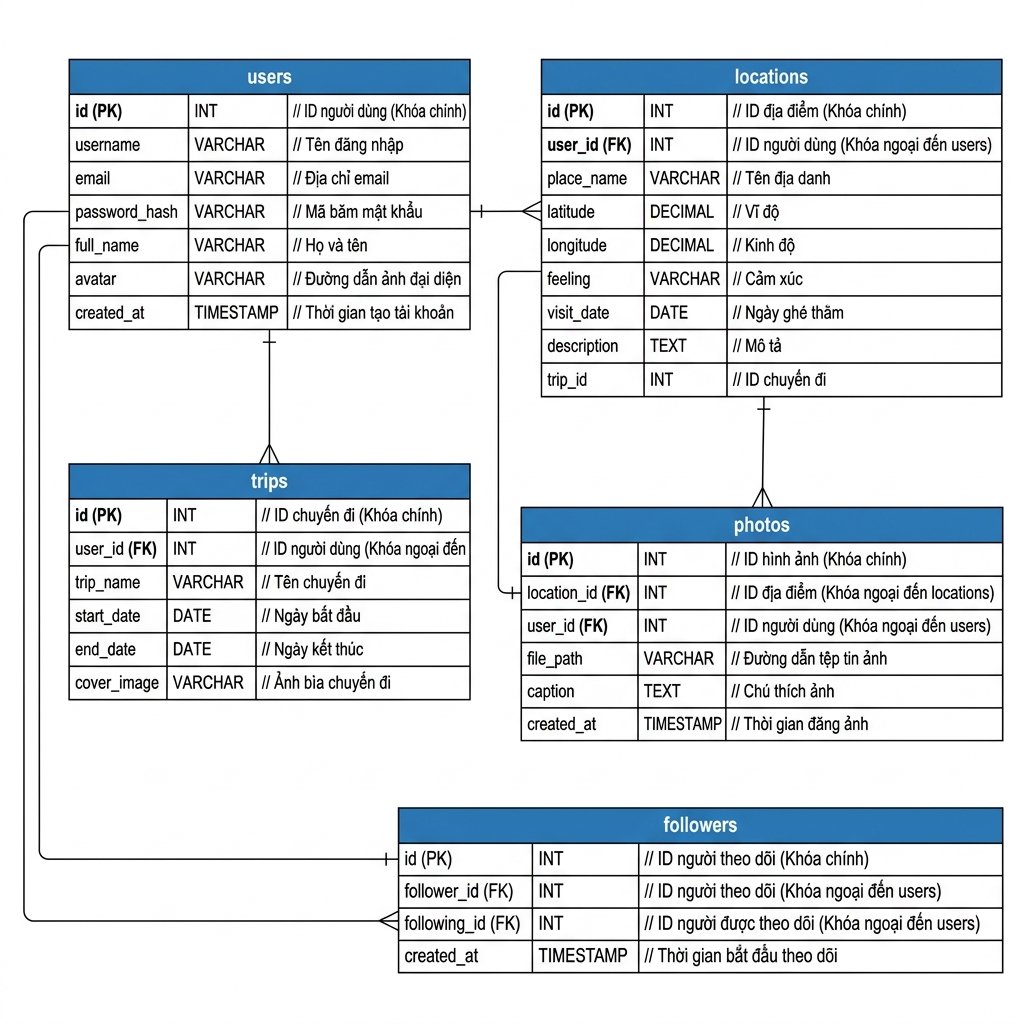 users
id (PK) INT // ID người dùng (Khóa chính)
username VARCHAR // Tên đăng nhập
email VARCHAR // Địa chỉ email
password_hash VARCHAR // Mã băm mật khẩu
full_name VARCHAR // Họ và tên
avatar VARCHAR // Đường dẫn ảnh đại diện
created_at TIMESTAMP // Thời gian tạo tải khoản
locations
id (PK) INT // ID địa điểm (Khóa chính)
user_id (FK) INT // ID người dùng (Khóa ngoại đến users)
place_name VARCHAR // Tên địa danh
latitude DECIMAL // Vĩ độ
longitude DECIMAL // Kinh độ
feeling VARCHAR // Cảm xúc
visit_date DATE // Ngày ghé thăm
description TEXT // Mô tả
trip_id INT // ID chuyến đi
trips
id (PK) INT // ID chuyến đi (Khóa chính)
user_id (FK) INT // ID người dùng (Khóa ngoại đến
trip_name VARCHAR // Tên chuyến đi
start_date DATE // Ngày bắt đầu
end_date DATE // Ngày kết thúc
cover_image VARCHAR // Ảnh bìa chuyến đi
photos
id (PK) INT // ID hình ảnh (Khóa chính)
location_id (FK) INT // ID địa điểm (Khóa ngoại đến locations)
user_id (FK) INT // ID người dùng (Khóa ngoại đến users)
file_path VARCHAR // Đường dẫn tệp tin ảnh
caption TEXT // Chú thích ảnh
created_at TIMESTAMP // Thời gian đăng ảnh
followers
id (PK) INT // ID người theo dõi (Khóa chính)
follower_id (FK) INT // ID người theo dõi (Khóa ngoại đến users)
following_id (FK) INT // ID người được theo dõi (Khóa ngoại đến users)
created_at TIMESTAMP // Thời gian bắt đầu theo dõi